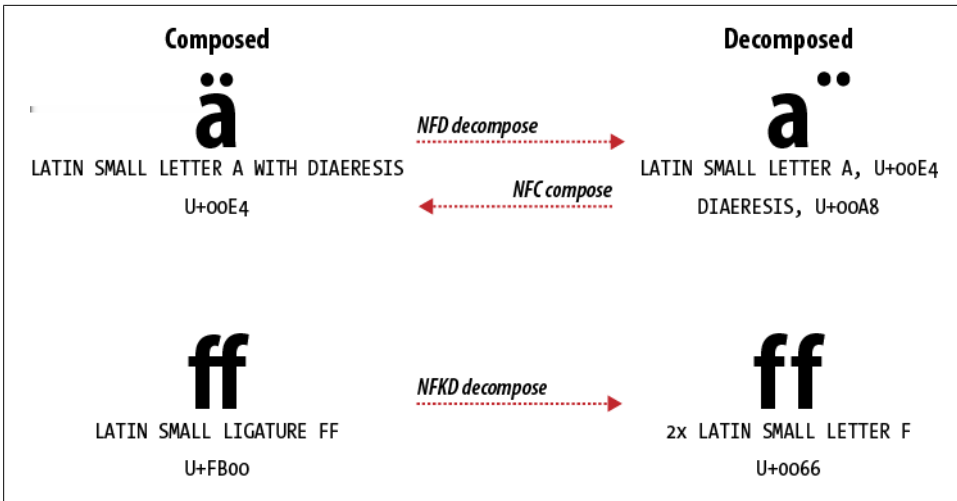 Composed
Decomposed
ä
a ¨
NFD decompose
LATIN SMALL LETTER A WITH DIAERESIS
LATIN SMALL LETTER A, U+00E4
NFC compose
U+00E4
DIAERESIS, U+00A8
ff
ff
NFKD decompose
LATIN SMALL LIGATURE FF
2x LATIN SMALL LETTER F
U+FB00
U+0066